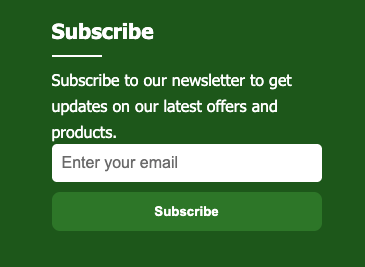 Subscribe
Subscribe to our newsletter to get
updates on our latest offers and
products.
Enter your email
Subscribe